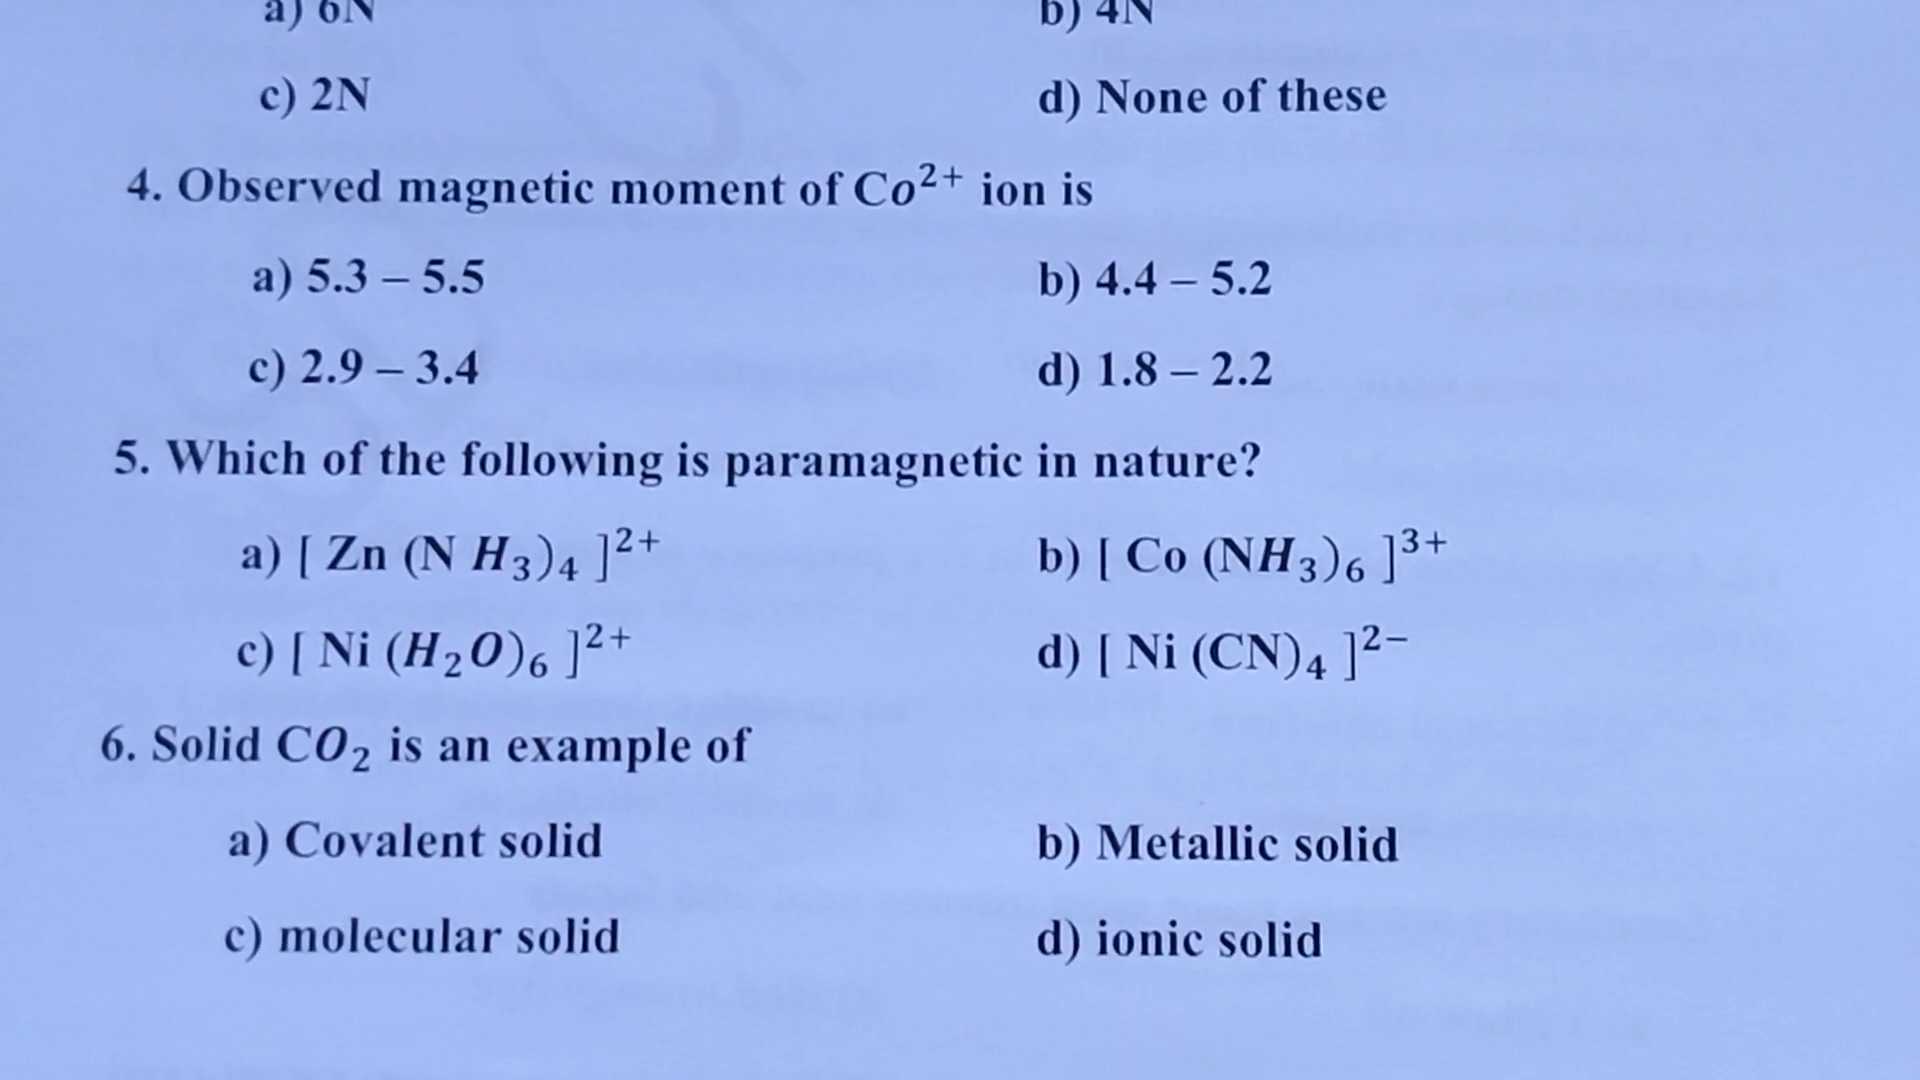 a) 6N b) 4N
c) 2N d) None of these
4. Observed magnetic moment of Co²⁺ ion is
a) 5.3 – 5.5 b) 4.4 – 5.2
c) 2.9 – 3.4 d) 1.8 – 2.2
5. Which of the following is paramagnetic in nature?
a) [ Zn (N H₃)₄ ]²⁺ b) [ Co (NH₃)₆ ]³⁺
c) [ Ni (H₂O)₆ ]²⁺ d) [ Ni (CN)₄ ]²⁻
6. Solid CO₂ is an example of
a) Covalent solid b) Metallic solid
c) molecular solid d) ionic solid